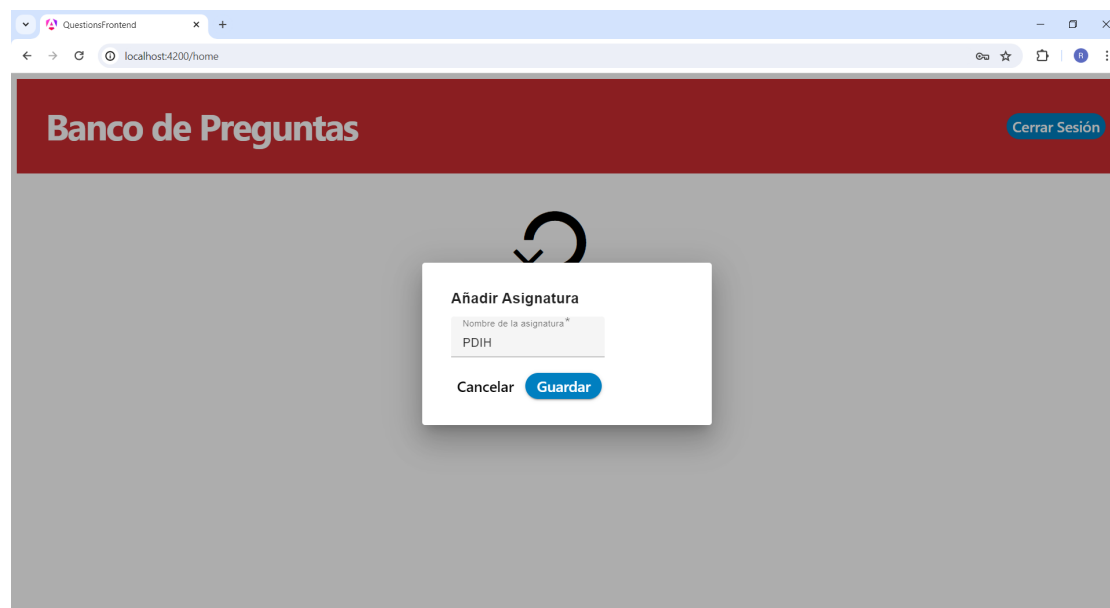 QuestionsFrontend
localhost:4200/home
R
Banco de Preguntas
Cerrar Sesión
Añadir Asignatura
Nombre de la asignatura*
PDIH
Cancelar Guardar